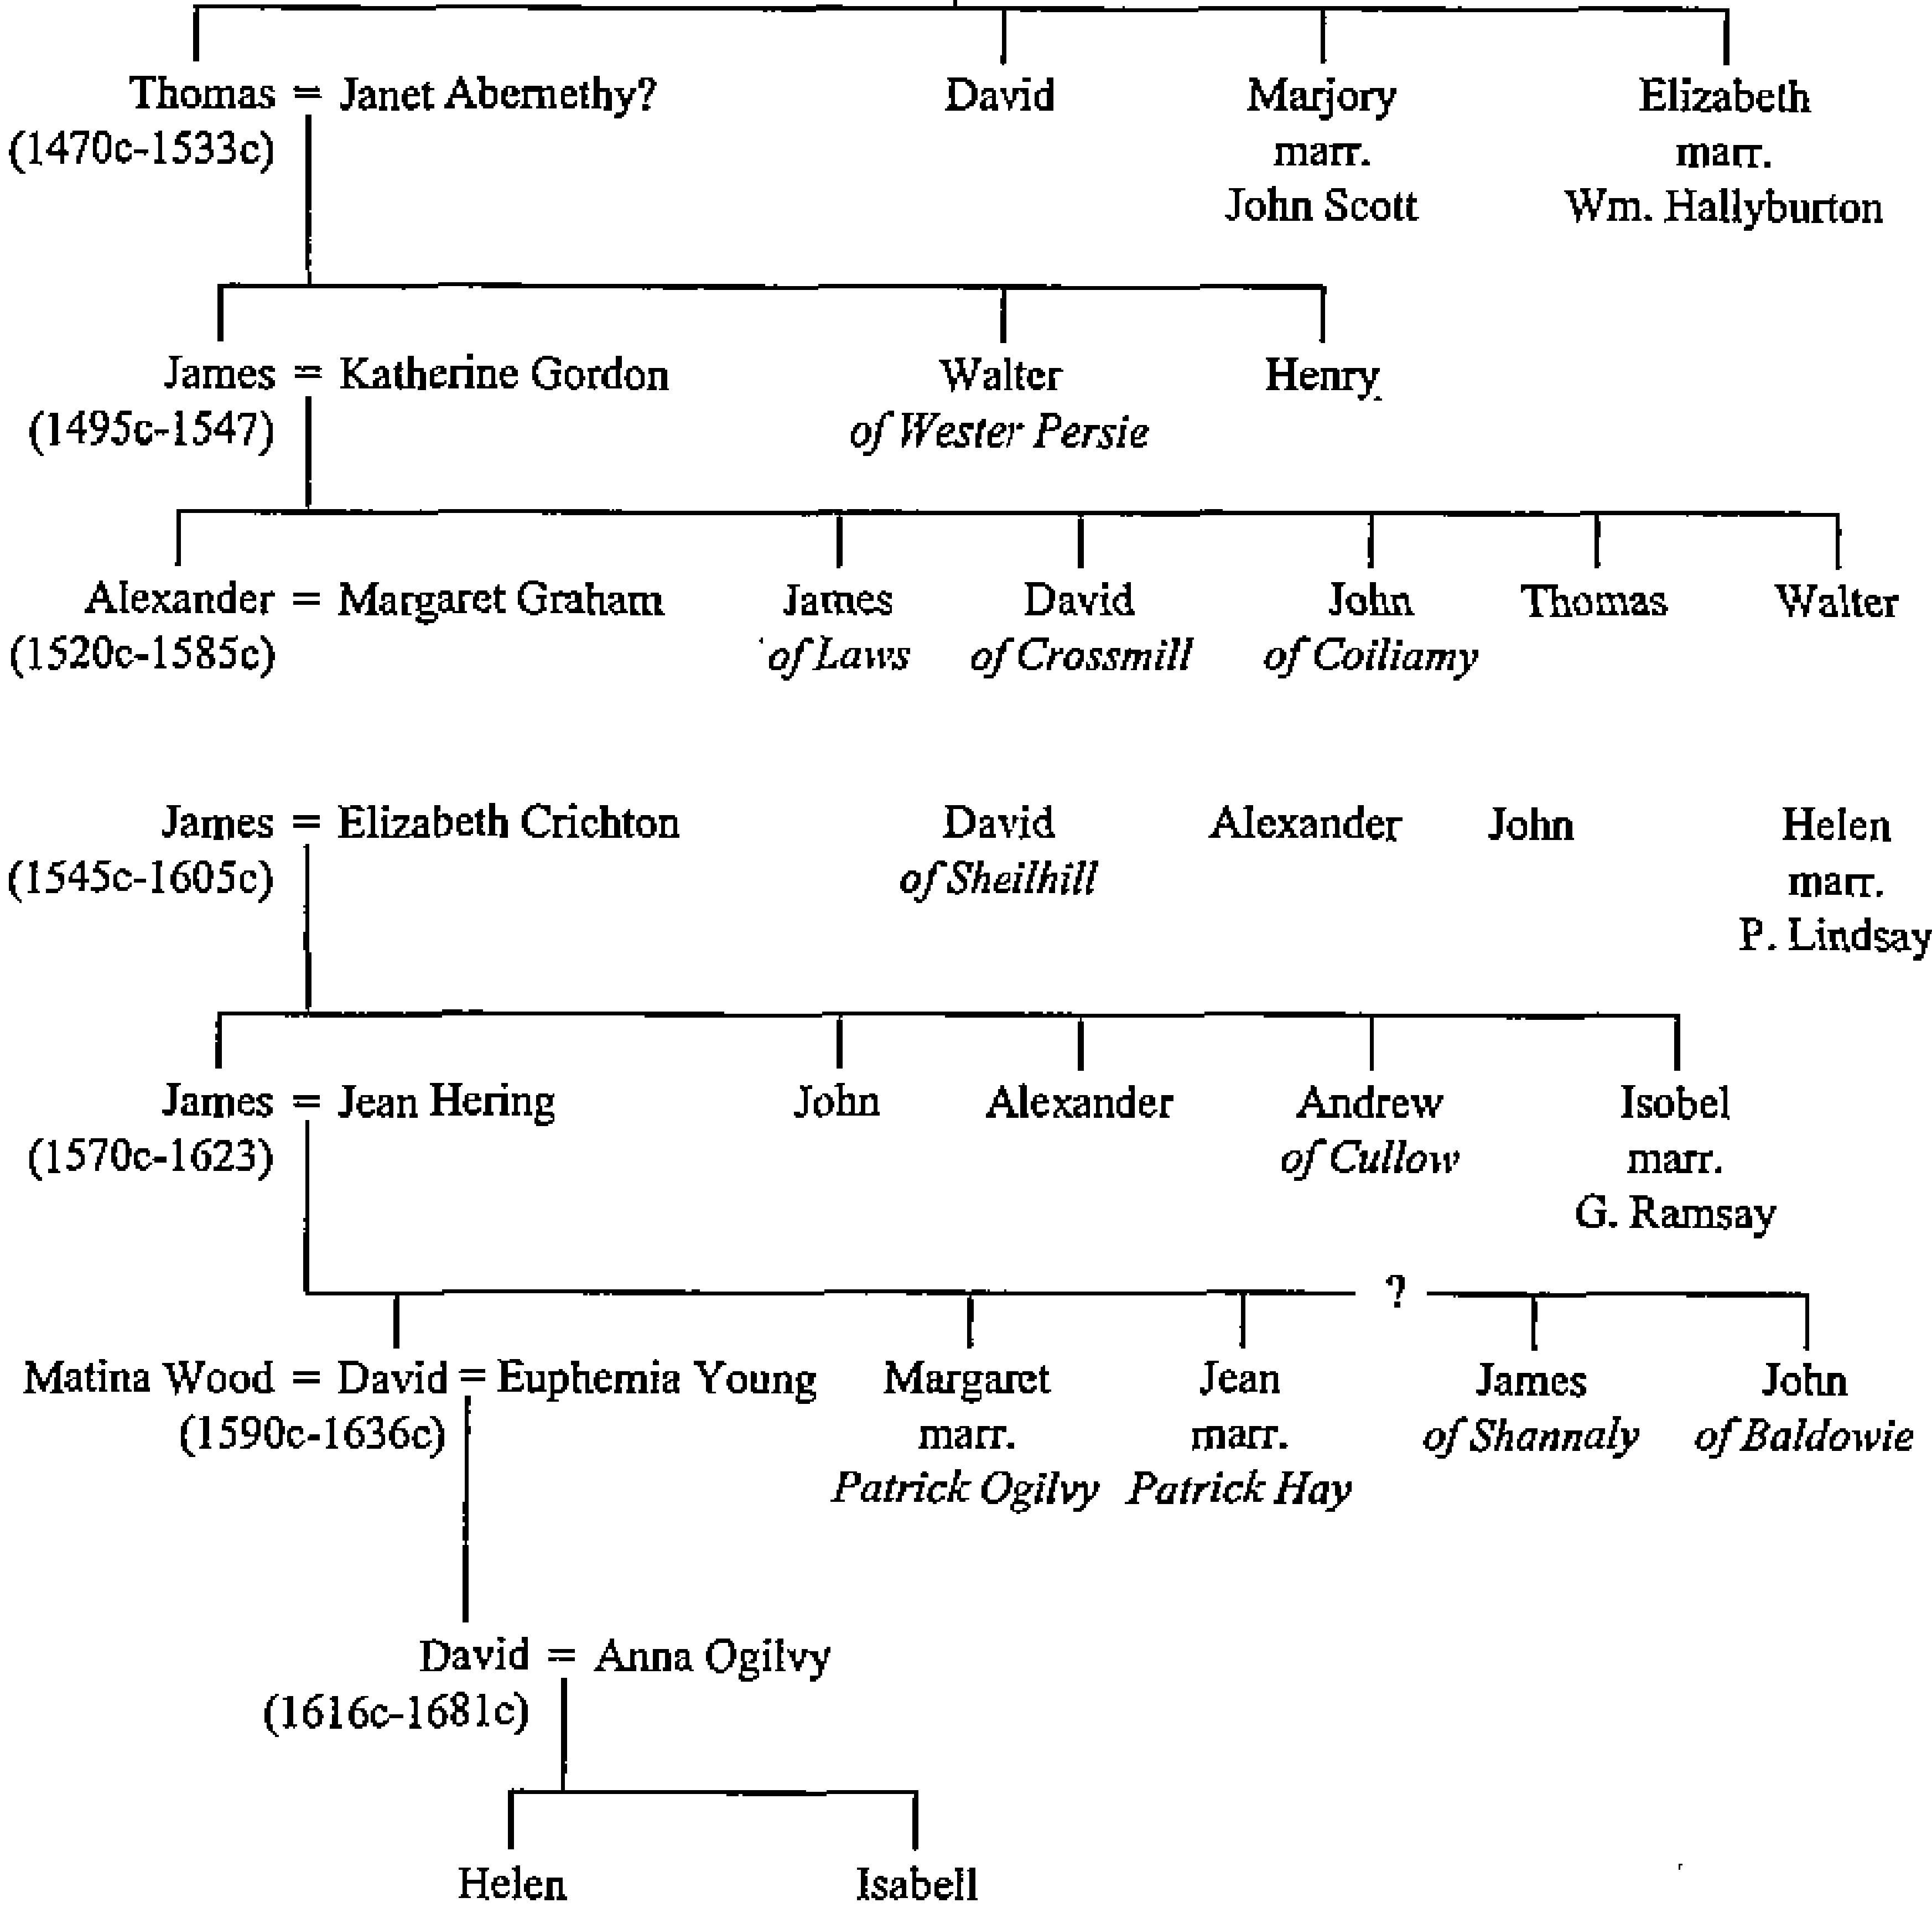 Thomas = Janet Abernethy? David Marjory Elizabeth
(1470c-1533c) marr. marr.
John Scott Wm. Hallyburton
James = Katherine Gordon Walter Henry
(1495c-1547) of Wester Persie
Alexander = Margaret Graham James David John Thomas Walter
(1520c-1585c) of Laws of Crossmill of Coiliamy
James = Elizabeth Crichton David Alexander John Helen
(1545c-1605c) of Sheilhill marr.
P. Lindsay
James = Jean Hering John Alexander Andrew Isobel
(1570c-1623) of Cullow marr.
G. Ramsay
?
Matina Wood = David = Euphemia Young Margaret Jean James John
(1590c-1636c) marr. marr. of Shannaly of Baldowie
Patrick Ogilvy Patrick Hay
David = Anna Ogilvy
(1616c-1681c)
Helen Isabell